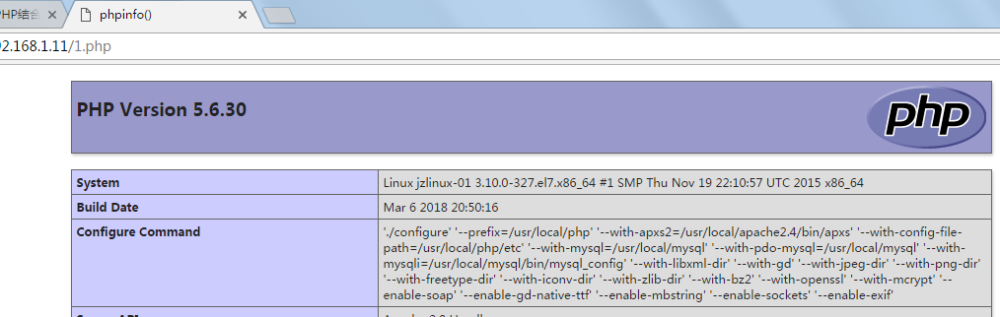 PHP结合
phpinfo()
2.168.1.11/1.php
PHP Version 5.6.30
php
System
Linux jzlinux-01 3.10.0-327.el7.x86_64 #1 SMP Thu Nov 19 22:10:57 UTC 2015 x86_64
Build Date
Mar 6 2018 20:50:16
Configure Command
'./configure' '--prefix=/usr/local/php' '--with-apxs2=/usr/local/apache2.4/bin/apxs' '--with-config-file-
path=/usr/local/php/etc' '--with-mysql=/usr/local/mysql' '--with-pdo-mysql=/usr/local/mysql' '--with-
mysqli=/usr/local/mysql/bin/mysql_config' '--with-libxml-dir' '--with-gd' '--with-jpeg-dir' '--with-png-dir'
'--with-freetype-dir' '--with-iconv-dir' '--with-zlib-dir' '--with-bz2' '--with-openssl' '--with-mcrypt' '--
enable-soap' '--enable-gd-native-ttf' '--enable-mbstring' '--enable-sockets' '--enable-exif'